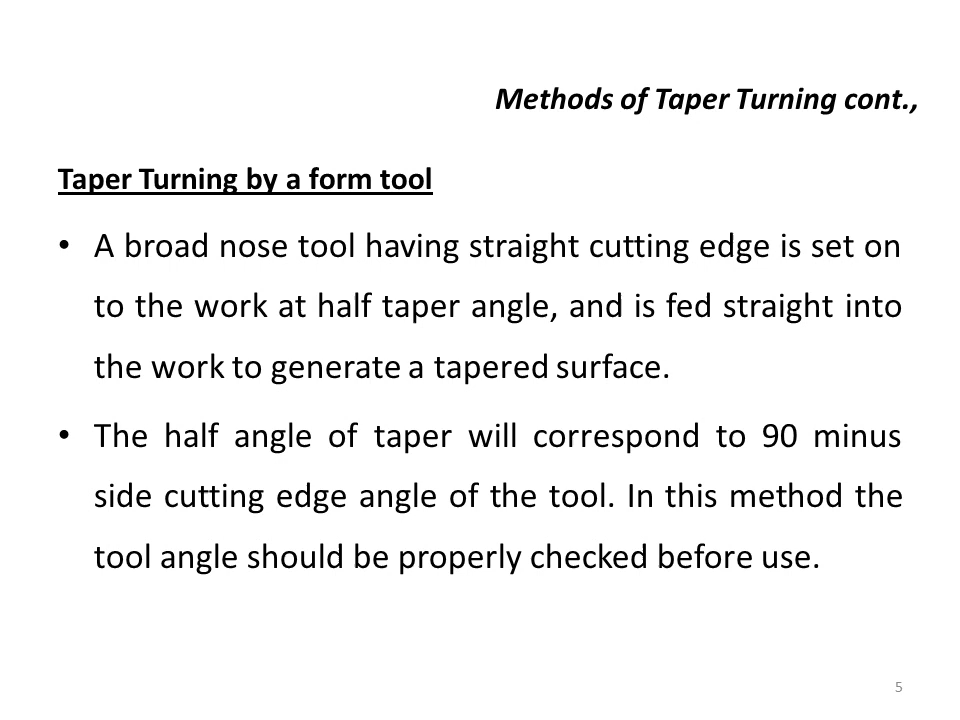 Methods of Taper Turning cont.,
Taper Turning by a form tool
• A broad nose tool having straight cutting edge is set on
to the work at half taper angle, and is fed straight into
the work to generate a tapered surface.
• The half angle of taper will correspond to 90 minus
side cutting edge angle of the tool. In this method the
tool angle should be properly checked before use.
5